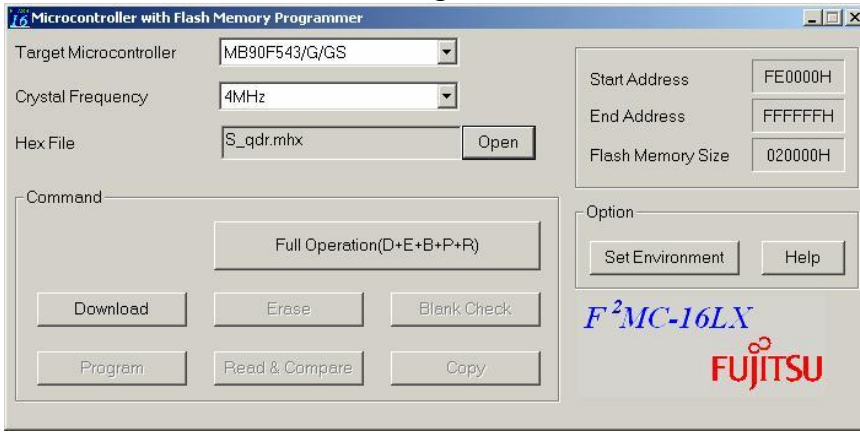 Microcontroller with Flash Memory Programmer
Target Microcontroller MB90F543/G/GS
Crystal Frequency 4MHz
Hex File S_qdr.mhx Open
Start Address FE0000H
End Address FFFFFFH
Flash Memory Size 020000H
Command
Full Operation(D+E+B+P+R)
Download Erase Blank Check
Program Read & Compare Copy
Option
Set Environment Help
F²MC-16LX
FUJITSU